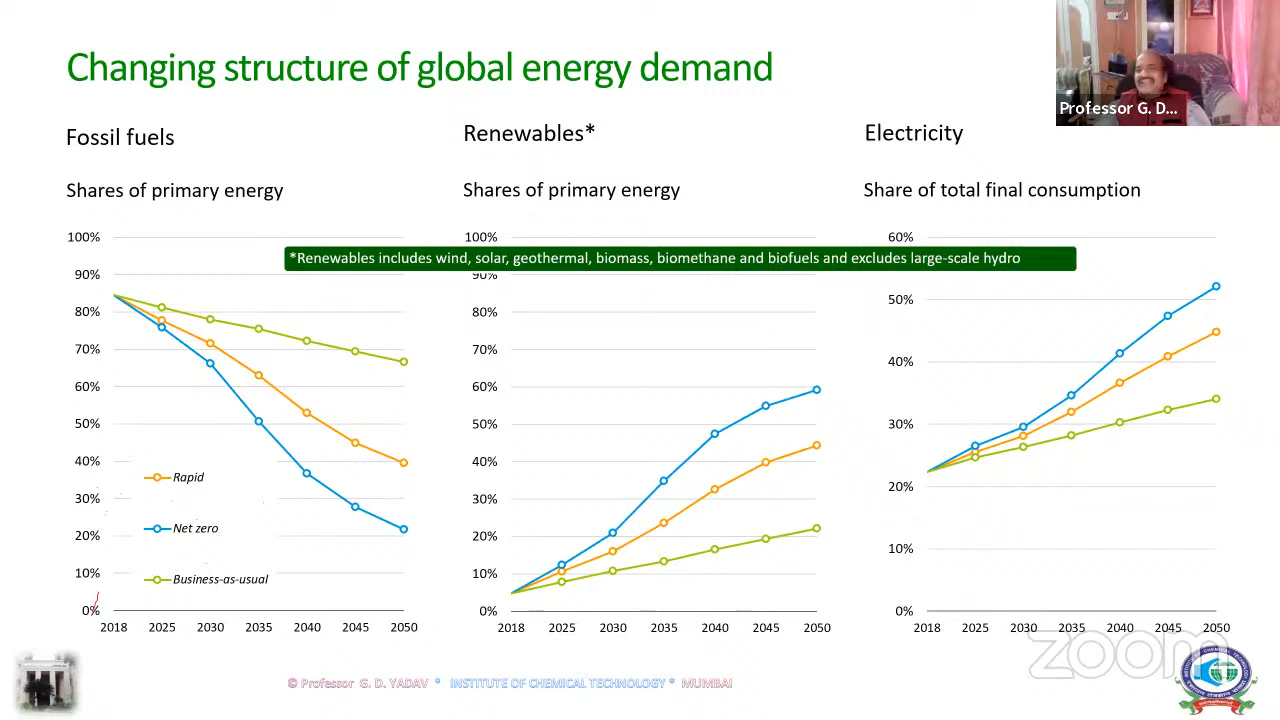 Changing structure of global energy demand
Professor G. D...
Fossil fuels
Shares of primary energy
100%
90%
80%
70%
60%
50%
40%
30%
20%
10%
0%
Rapid
Net zero
Business-as-usual
2018 2025 2030 2035 2040 2045 2050
Renewables*
Shares of primary energy
100%
90%
80%
70%
60%
50%
40%
30%
20%
10%
0%
2018 2025 2030 2035 2040 2045 2050
*Renewables includes wind, solar, geothermal, biomass, biomethane and biofuels and excludes large-scale hydro
Electricity
Share of total final consumption
60%
50%
40%
30%
20%
10%
0%
2018 2025 2030 2035 2040 2045 2050
zoom
© Professor G. D. YADAV * INSTITUTE OF CHEMICAL TECHNOLOGY * MUMBAI